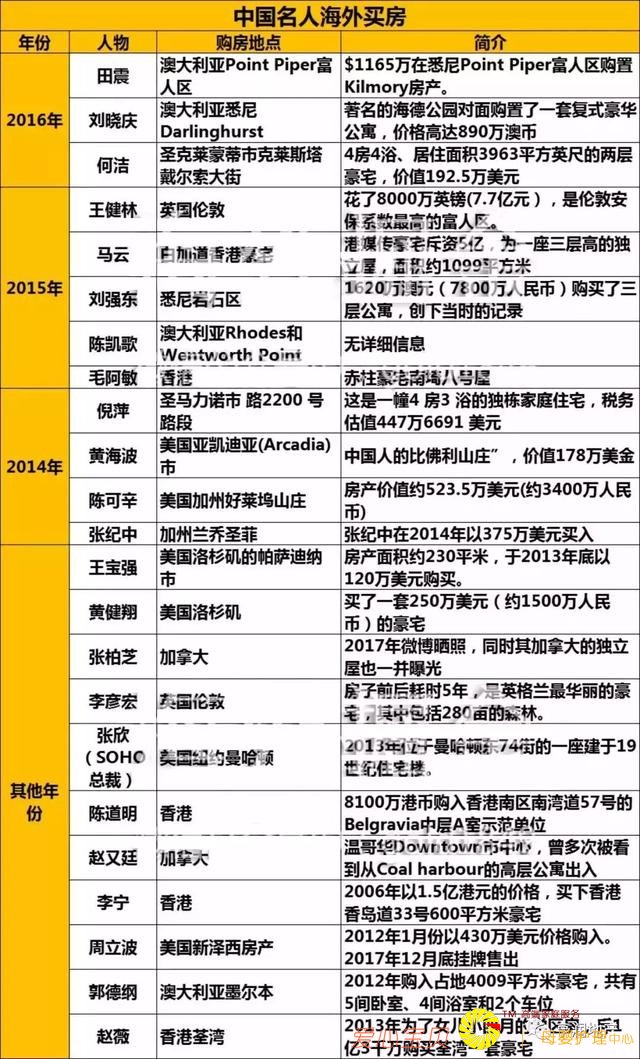 中国名人海外买房
年份 人物 购房地点 简介
2016年
田震
澳大利亚Point Piper富
人区
$1165万在悉尼Point Piper富人区购置
Kilmory房产。
刘晓庆
澳大利亚悉尼
Darlinghurst
著名的海德公园对面购置了一套复式豪华
公寓，价格高达890万澳币
何洁
圣克莱蒙蒂市克莱斯塔
戴尔索大街
4房4浴、居住面积3963平方英尺的两层
豪宅，价值192.5万美元
2015年
王健林
英国伦敦
花了8000万英镑(7.7亿元），是伦敦安
保系数最高的富人区。
马云
白加道香港豪宅
港媒传豪宅斥资5亿，为一座三层高的独
立屋，面积约1099平方米
刘强东
悉尼岩石区
1620万澳元（7800万人民币）购买了三
层公寓，创下当时的记录
陈凯歌
澳大利亚Rhodes和
Wentworth Point
无详细信息
毛阿敏
香港
赤柱豪宅南塆八号屋
2014年
倪萍
圣马力诺市 路2200 号
路段
这是一幢4 房3 浴的独栋家庭住宅，税务
估值447万6691 美元
黄海波
美国亚凯迪亚(Arcadia)
市
中国人的比佛利山庄”，价值178万美金
陈可辛
美国加州好莱坞山庄
房产价值约523.5万美元(约3400万人民
币)
张纪中
加州兰乔圣菲
张纪中在2014年以375万美元买入
其他年
份
王宝强
美国洛杉矶的帕萨迪纳
市
房产面积约230平米，于2013年底以
120万美元购买。
黄健翔
美国洛杉矶
买了一套250万美元（约1500万人民
币）的豪宅
张柏芝
加拿大
2017年微博晒照，同时其加拿大的独立
屋也一并曝光
李彦宏
英国伦敦
房子前后耗时5年，是英格兰最华丽的豪
宅，其中包括280亩的森林。
张欣
（SOHO
总裁）
美国纽约曼哈顿
2013年位于曼哈顿东74街的一座建于19
世纪住宅楼。
陈道明
香港
8100万港币购入香港南区南湾道57号的
Belgravia中层A室示范单位
赵又廷
加拿大
温哥华Downtown市中心，曾多次被看
到从Coal harbour的高层公寓出入
李宁
香港
2006年以1.5亿港元的价格，买下香港
香岛道33号600平方米豪宅
周立波
美国新泽西房产
2012年1月份以430万美元价格购入。
2017年12月底挂牌售出
郭德纲
澳大利亚墨尔本
2012年购入占地4009平方米豪宅，共有
5间卧室、4间浴室和2个车位
赵薇
香港荃湾
2013年为了女儿小四月的学区房，后1
亿3千万购买荃湾一套豪宅
TM 高端家庭服务
爱心宝贝
母婴护理中心